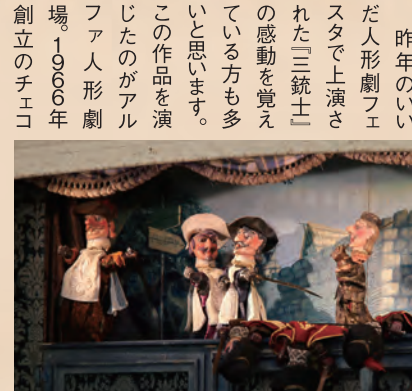 昨年のいい
だ人形劇フェ
スタで上演さ
れた『三銃士』
の感動を覚え
ている方も多
いと思います。
この作品を演
じたのがアル
ファ人形劇
場。1966年
創立のチェコ